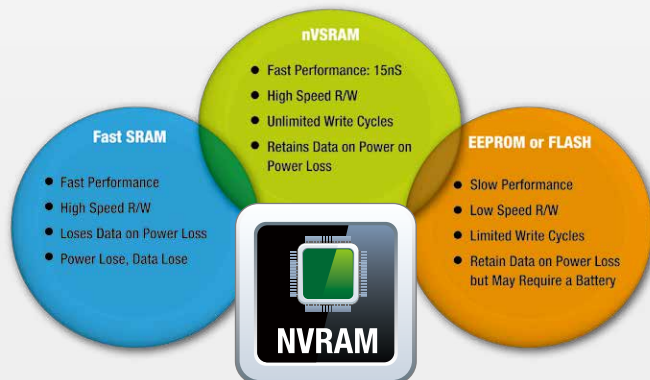 nVSRAM
Fast Performance: 15nS
High Speed R/W
Unlimited Write Cycles
Retains Data on Power on
Power Loss
Fast SRAM
Fast Performance
High Speed R/W
Loses Data on Power Loss
Power Lose, Data Lose
EEPROM or FLASH
Slow Performance
Low Speed R/W
Limited Write Cycles
Retain Data on Power Loss
but May Require a Battery
NVRAM